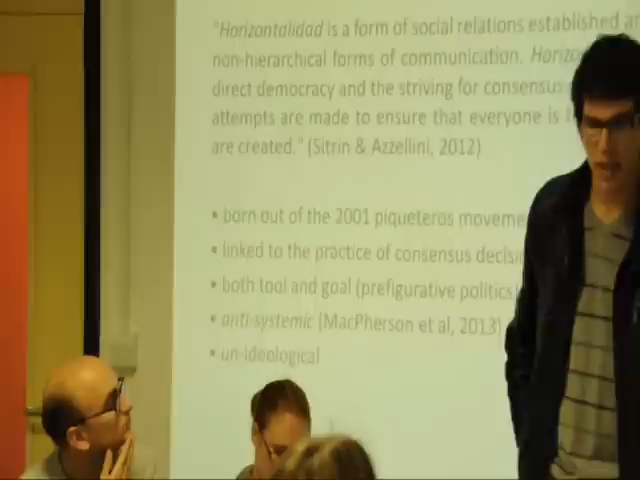 "Horizontalidad is a form of social relations established
non-hierarchical forms of communication.
direct democracy and the striving for consensus
attempts are made to ensure that everyone is
are created." (Sitrin & Azzellini, 2012)
• born out of the 2001 piqueteros
• linked to the practice of consensus
• both tool and goal (prefigurative politics
• anti-systemic (MacPherson et al, 2013)
• un-ideological